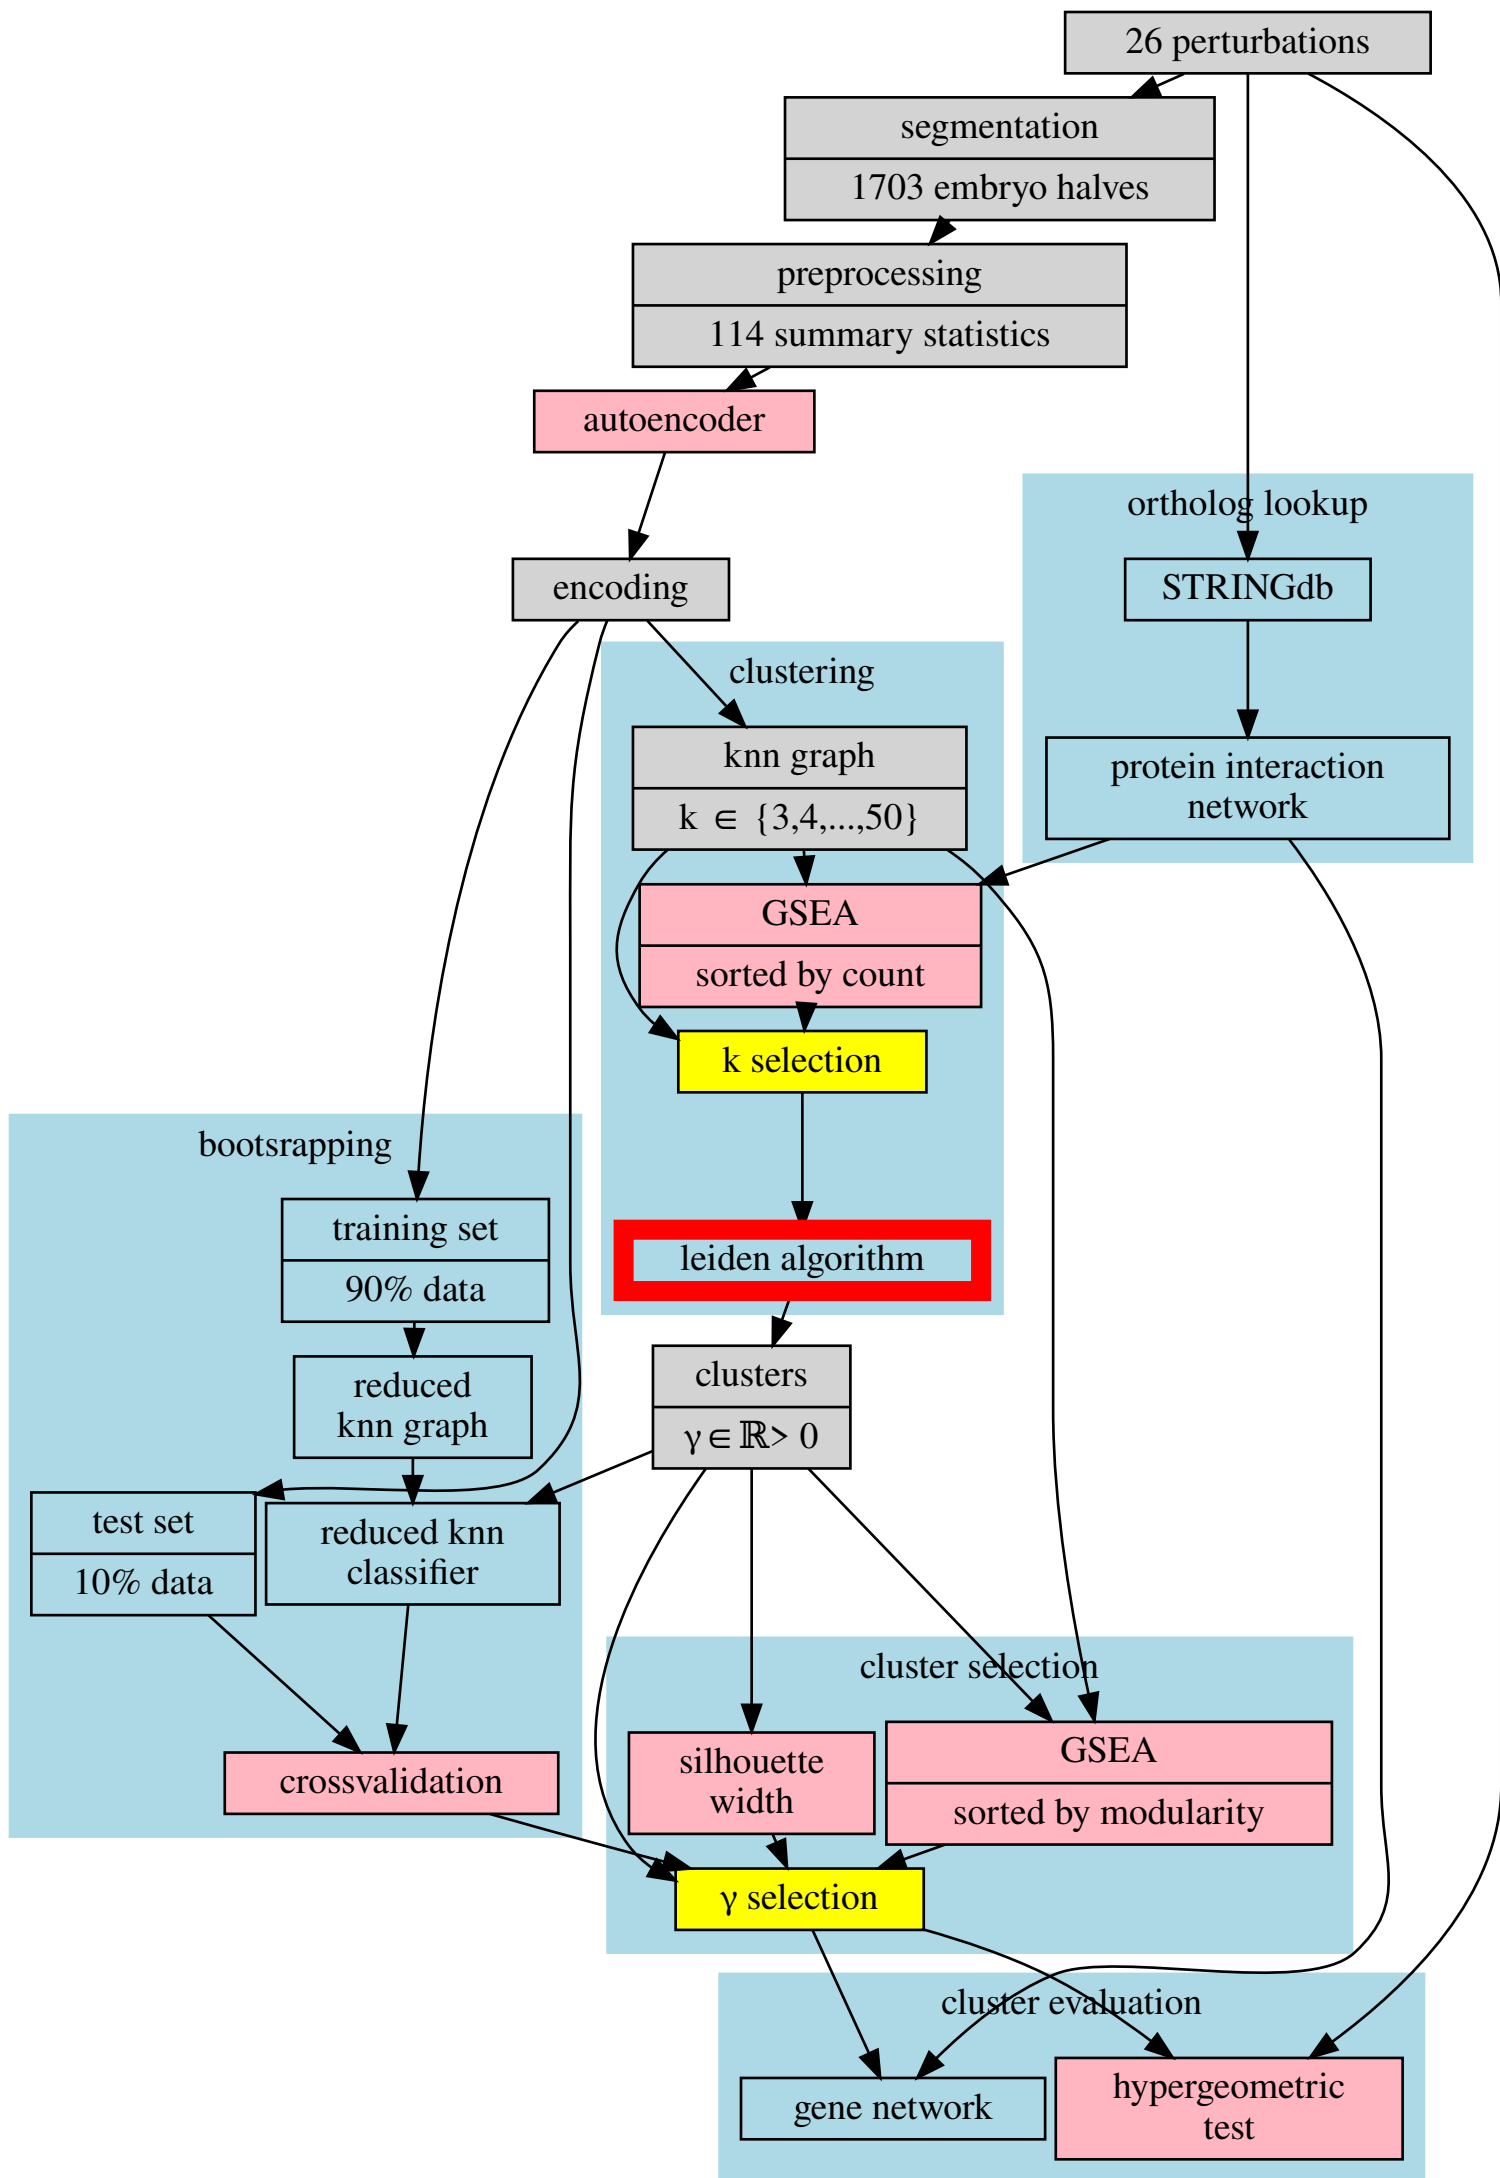 26 perturbations
segmentation
1703 embryo halves
preprocessing
114 summary statistics
autoencoder
ortholog lookup
STRINGdb
encoding
clustering
knn graph
k ∈ {3,4,...,50}
protein interaction
network
GSEA
sorted by count
k selection
bootsrapping
training set
90% data
leiden algorithm
reduced
knn graph
clusters
γ∈ℝ> 0
test set
10% data
reduced knn
classifier
cluster selection
crossvalidation
silhouette
width
GSEA
sorted by modularity
γ selection
cluster evaluation
gene network
hypergeometric
test